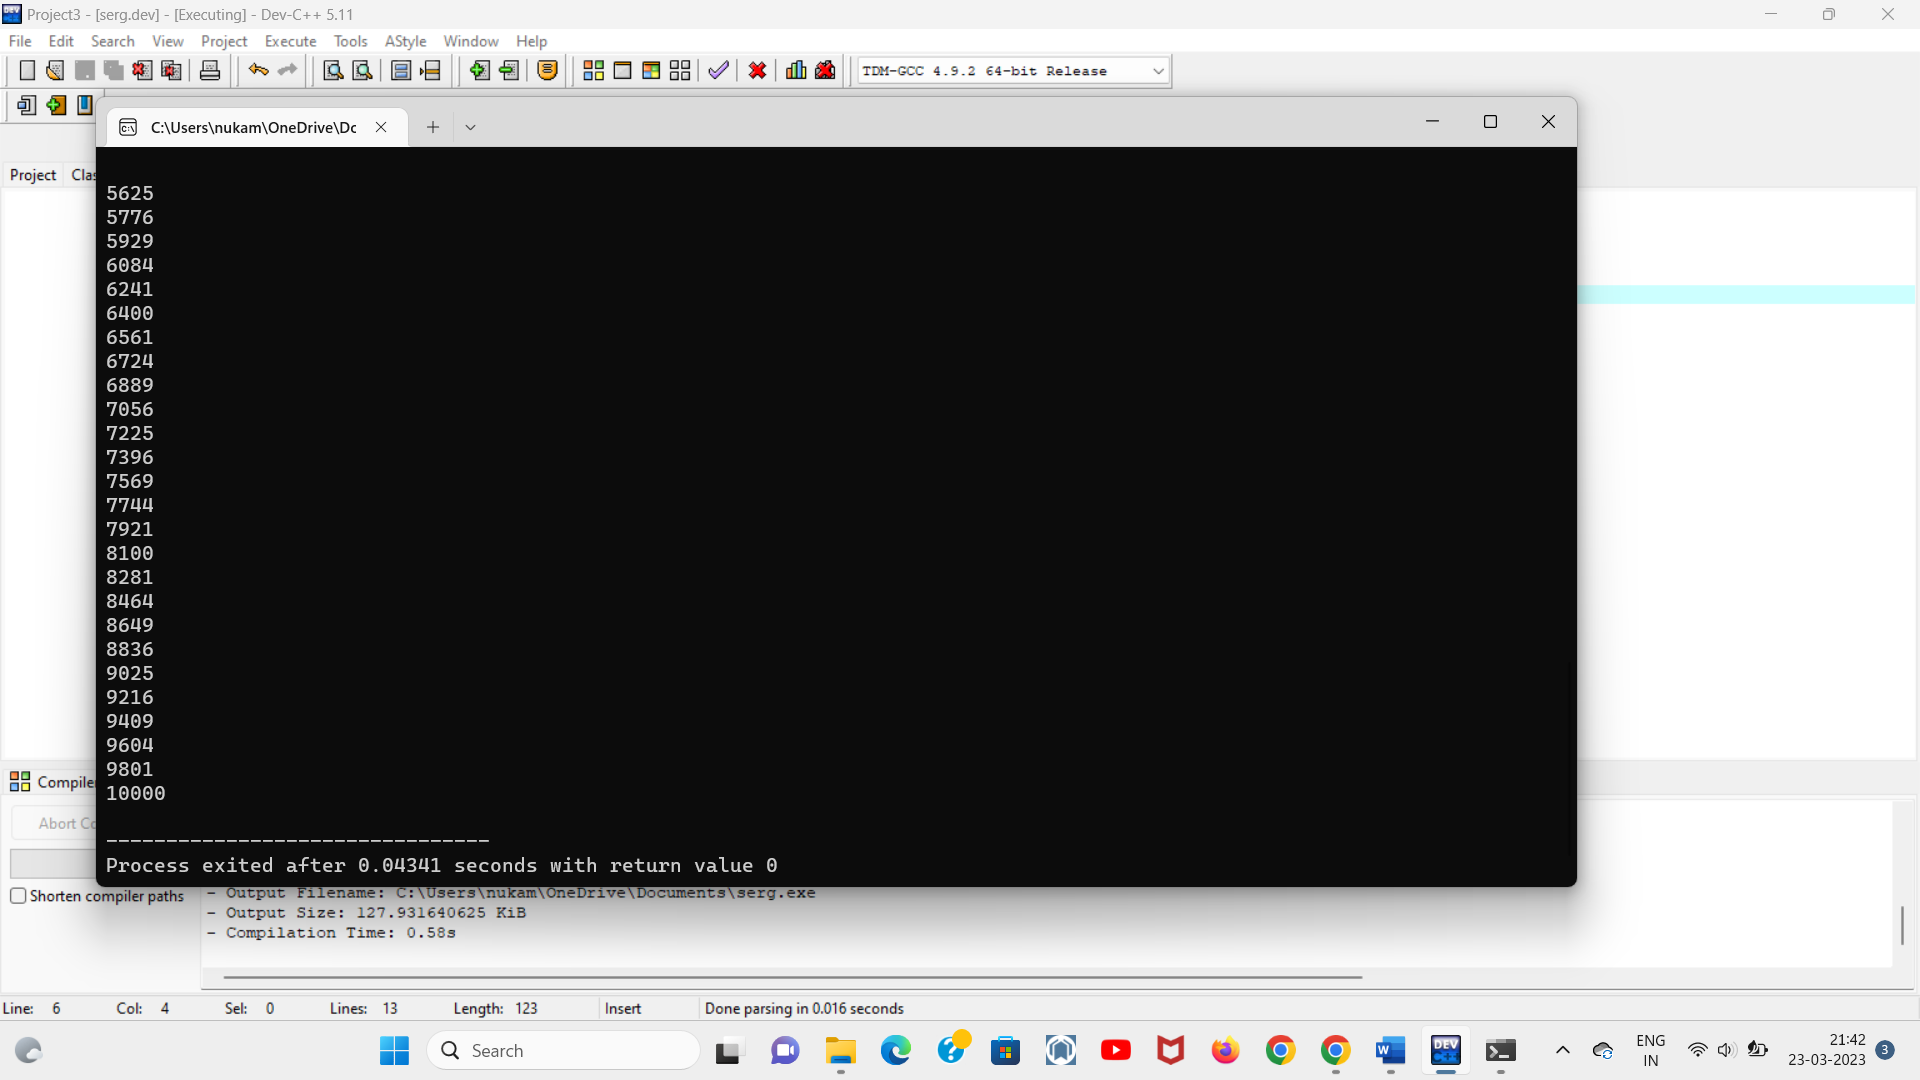 Project3 - [serg.dev] - [Executing] - Dev-C++ 5.11
File Edit Search View Project Execute Tools AStyle Window Help
TDM-GCC 4.9.2 64-bit Release
C:\Users\nukam\OneDrive\Dc
Project Clas
5625
5776
5929
6084
6241
6400
6561
6724
6889
7056
7225
7396
7569
7744
7921
8100
8281
8464
8649
8836
9025
9216
9409
9604
9801
10000
--------------------------------
Process exited after 0.04341 seconds with return value 0
Compiler
Abort Co
Shorten compiler paths
- Output Filename: C:\Users\nukam\OneDrive\Documents\serg.exe
- Output Size: 127.931640625 KiB
- Compilation Time: 0.58s
Line: 6 Col: 4 Sel: 0 Lines: 13 Length: 123 Insert Done parsing in 0.016 seconds
Search
ENG
IN
21:42
23-03-2023
3